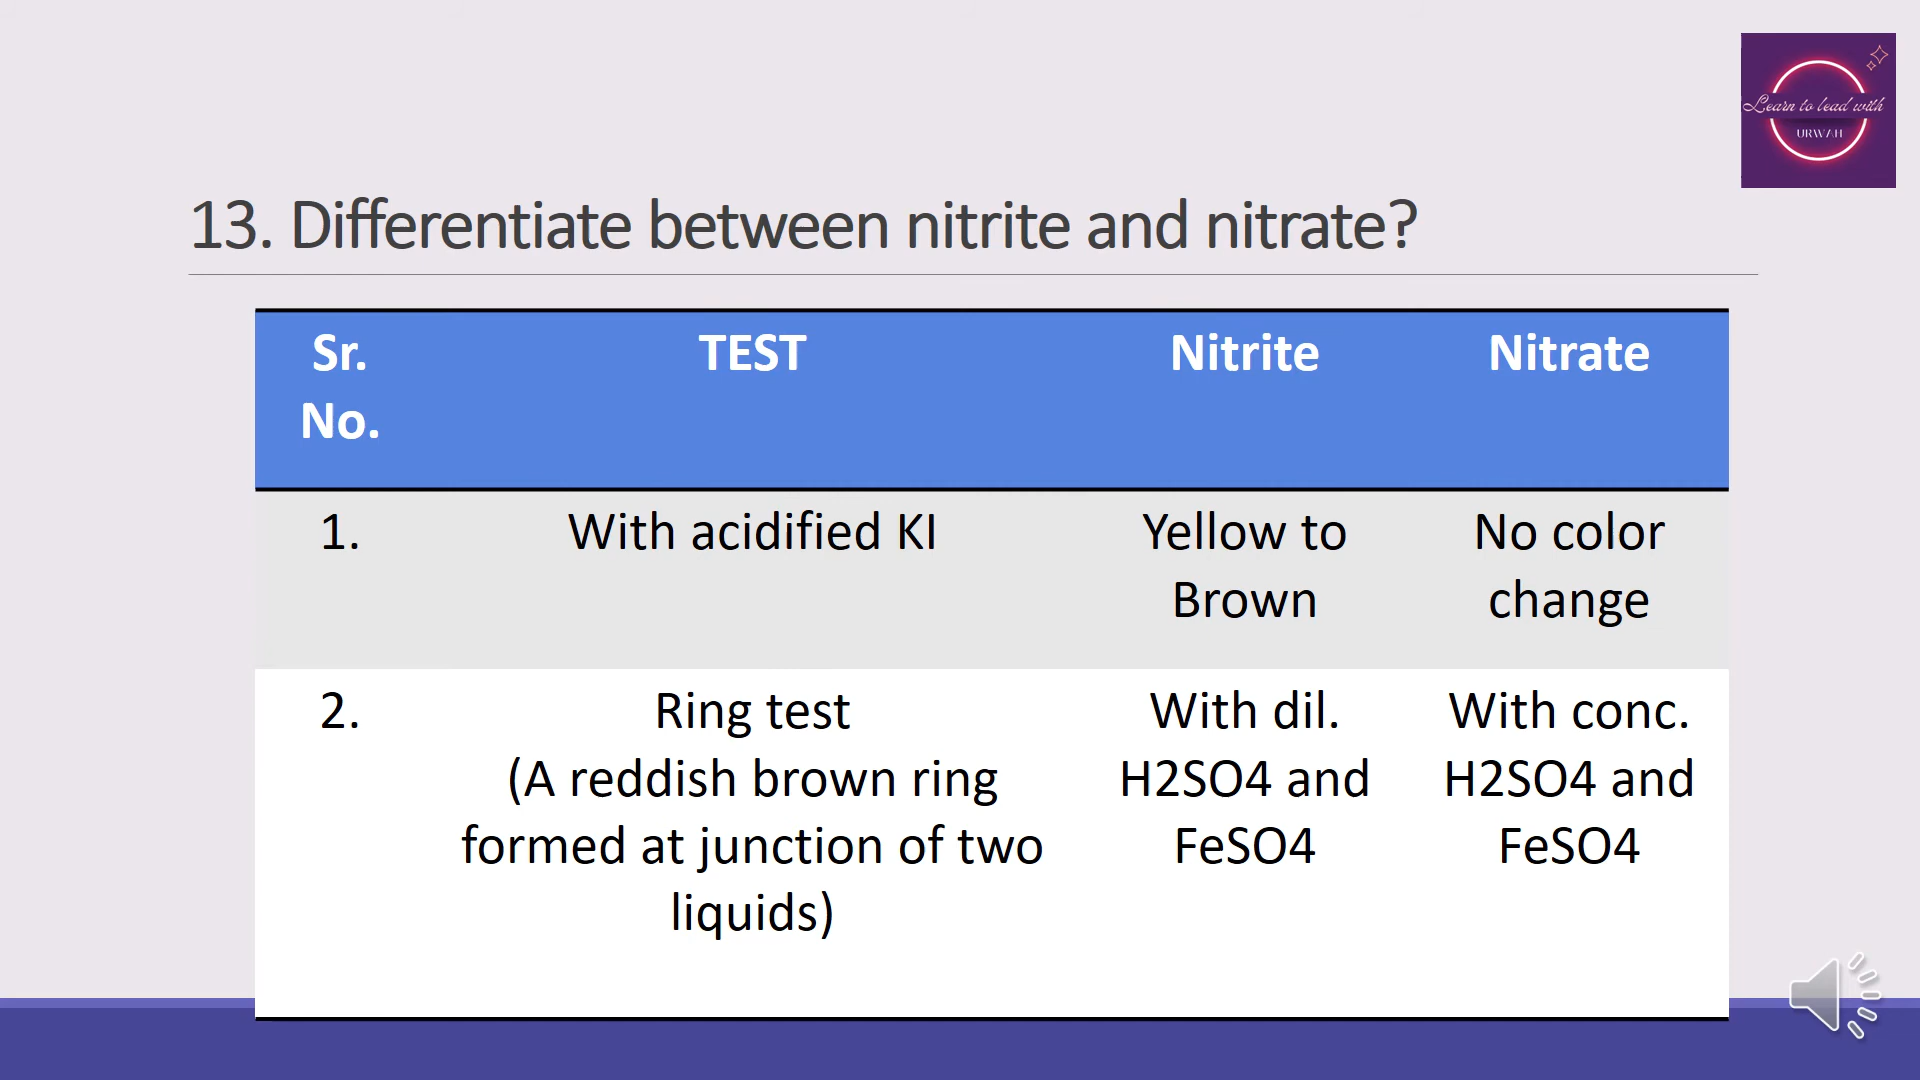 Learn to lead with
URWAH
13. Differentiate between nitrite and nitrate?
Sr. No.
TEST
Nitrite
Nitrate
1.
With acidified KI
Yellow to
Brown
No color
change
2.
Ring test
(A reddish brown ring
formed at junction of two
liquids)
With dil.
H2SO4 and
FeSO4
With conc.
H2SO4 and
FeSO4